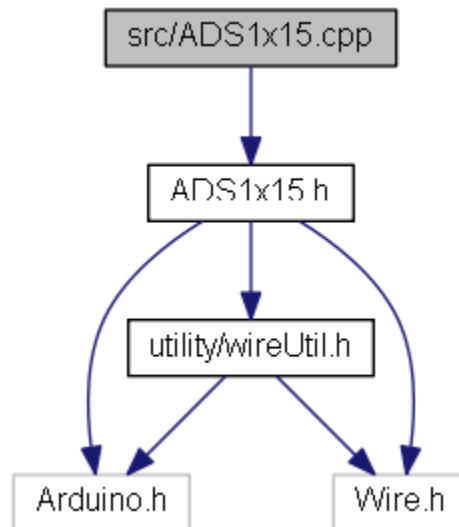 src/ADS1x15.cpp
ADS1x15.h
utility/wireUtil.h
Arduino.h
Wire.h